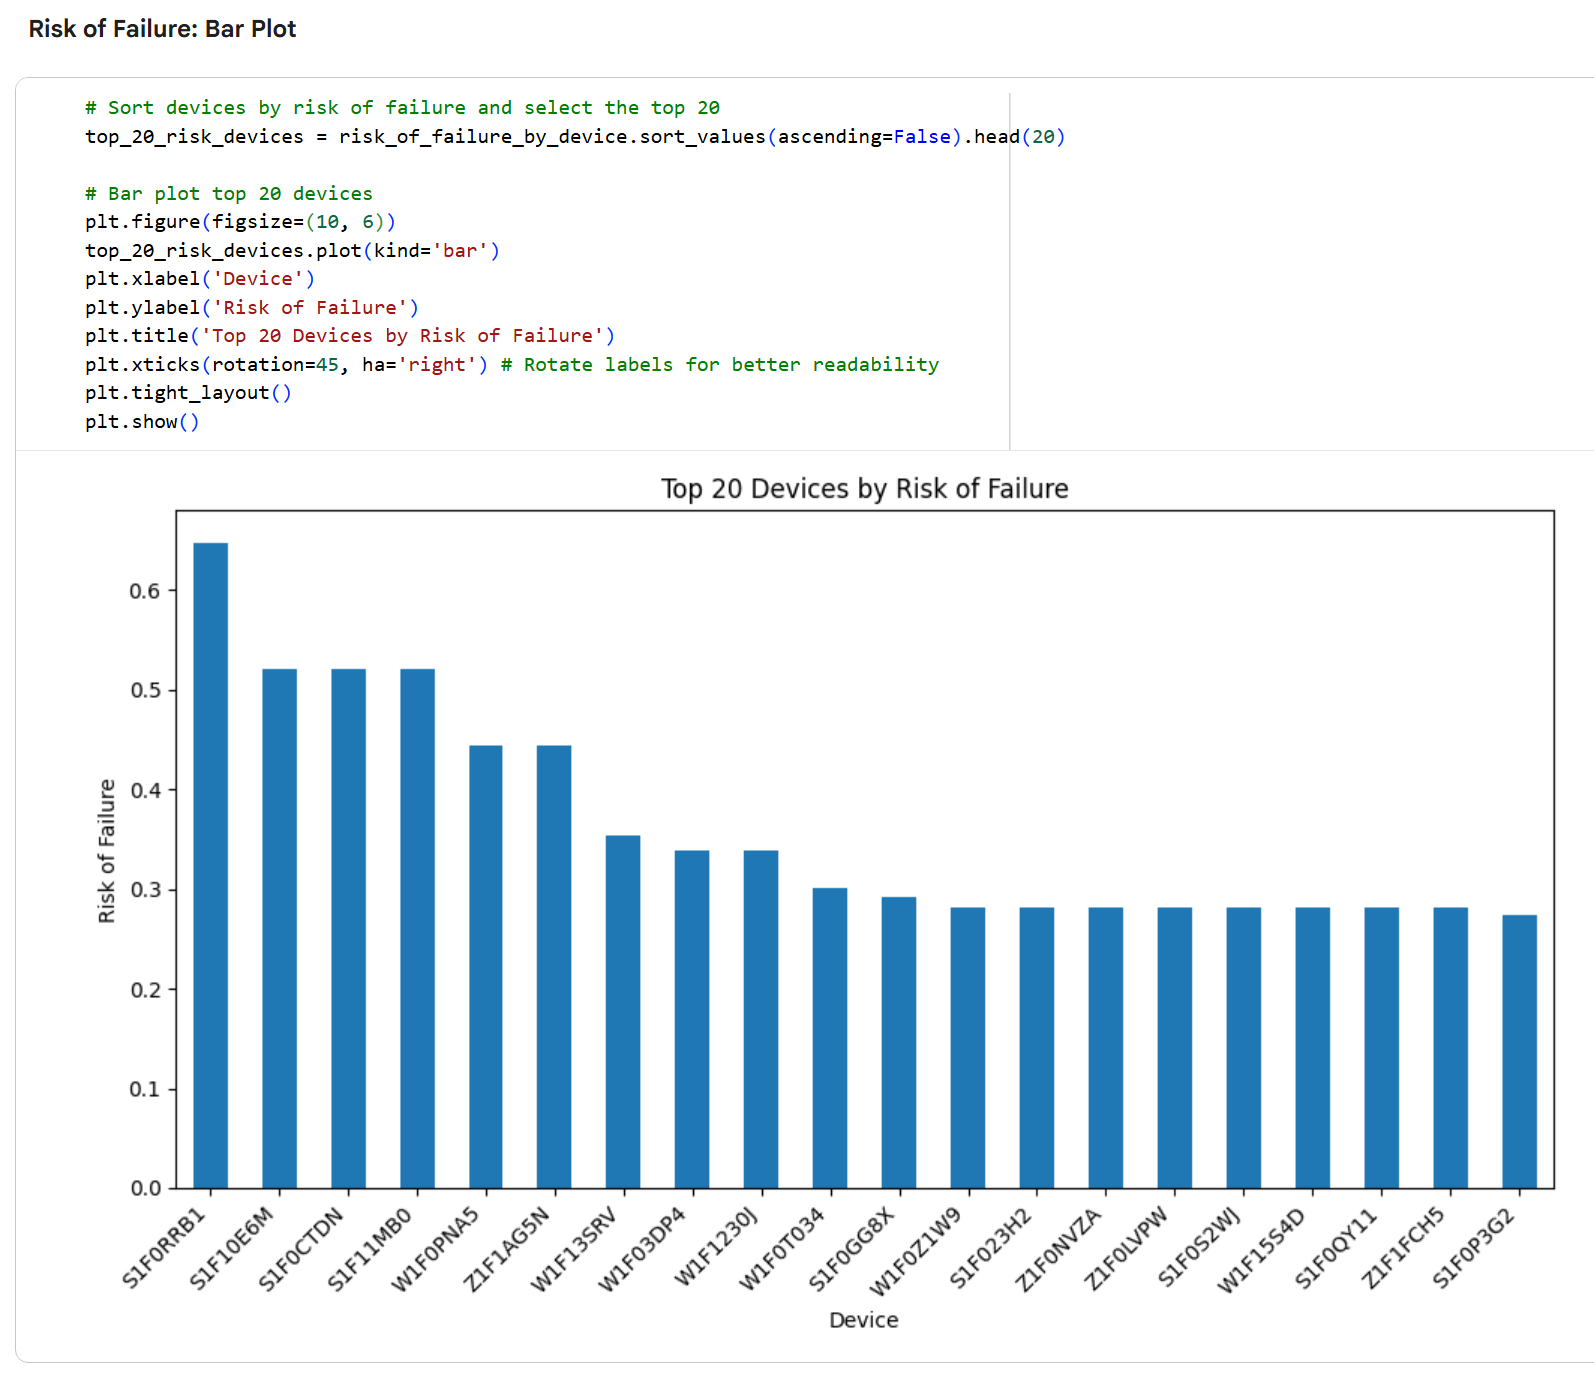 Risk of Failure: Bar Plot
# Sort devices by risk of failure and select the top 20
top_20_risk_devices = risk_of_failure_by_device.sort_values(ascending=False).head(20)
# Bar plot top 20 devices
plt.figure(figsize=(10, 6))
top_20_risk_devices.plot(kind='bar')
plt.xlabel('Device')
plt.ylabel('Risk of Failure')
plt.title('Top 20 Devices by Risk of Failure')
plt.xticks(rotation=45, ha='right') # Rotate labels for better readability
plt.tight_layout()
plt.show()
Top 20 Devices by Risk of Failure
Risk of Failure
0.6
0.5
0.4
0.3
0.2
0.1
0.0
S1F0RRB1
S1F10E6M
S1F0CTDN
S1F11MB0
W1F0PNA5
Z1F1AG5N
W1F13SRV
W1F03DP4
W1F1230J
W1F0T034
S1F0GG8X
W1F0Z1W9
S1F023H2
Z1F0NVZA
Z1F0LVPW
S1F0S2WJ
W1F15S4D
S1F0QY11
Z1F1FCH5
S1F0P3G2
Device